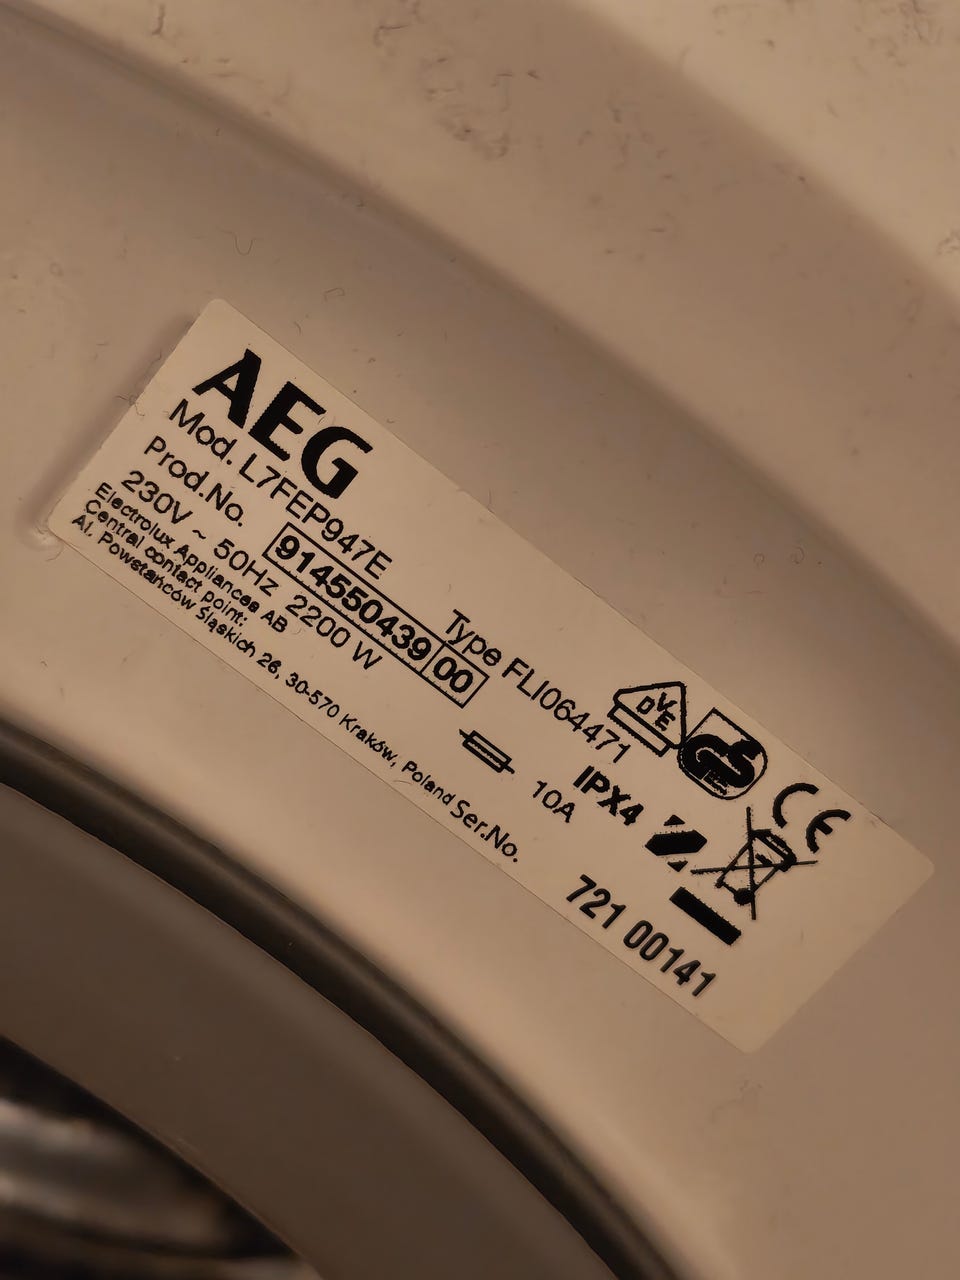 AEG
Mod. L7FEP947E Type FLI064471
Prod.No. 914550439 00
230V ~ 50Hz 2200 W 10A IPX4
Electrolux Appliances AB
Central contact point:
Al. Powstańców Śląskich 26, 30-570 Kraków, Poland Ser.No. 721 00141
DVE
CE